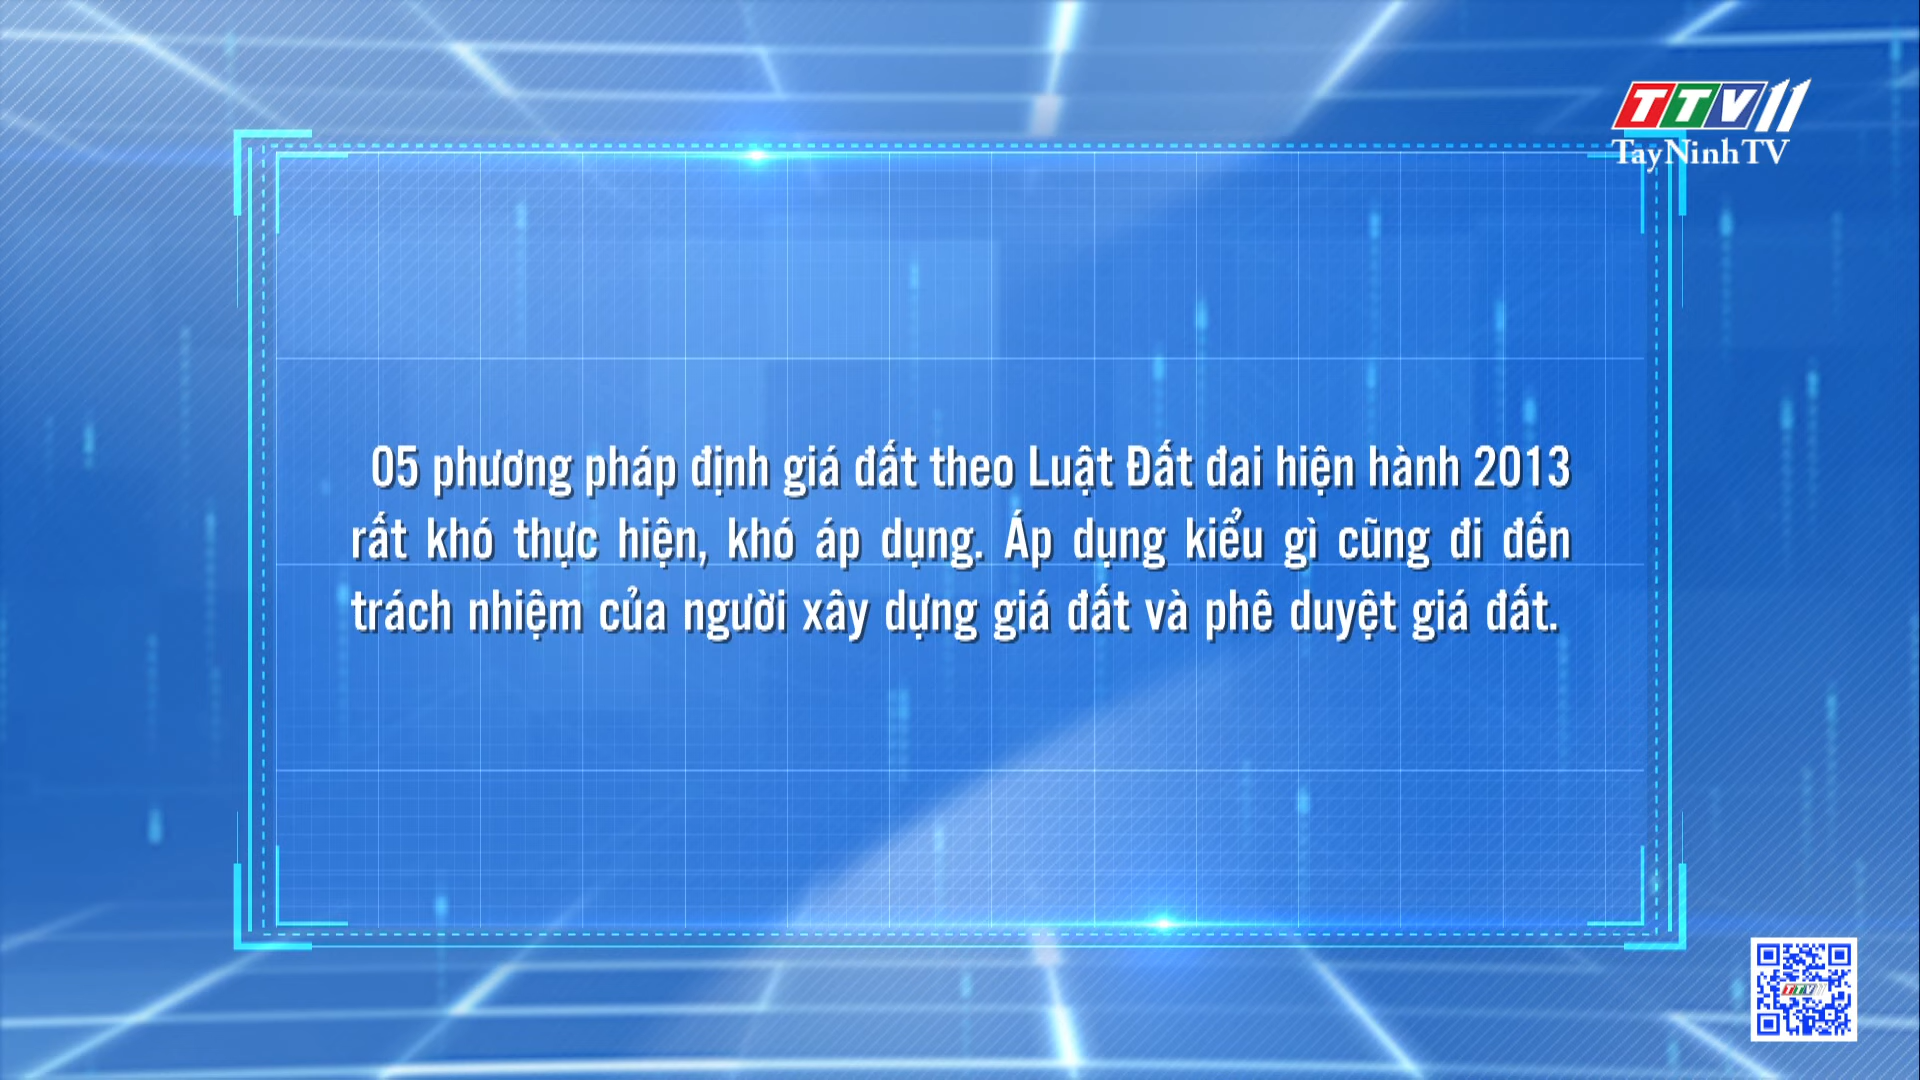 TTV11
TayNinhTV
05 phương pháp định giá đất theo Luật Đất đai hiện hành 2013
rất khó thực hiện, khó áp dụng. Áp dụng kiểu gì cũng đi đến
trách nhiệm của người xây dựng giá đất và phê duyệt giá đất.
TTV11